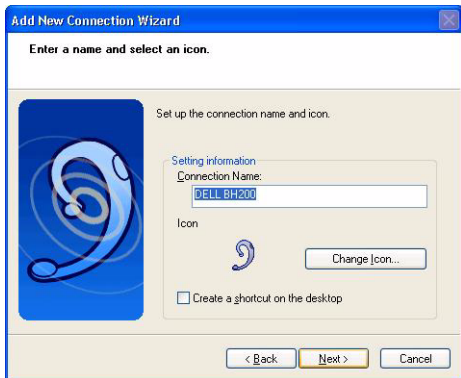 Add New Connection Wizard
Enter a name and select an icon.
Set up the connection name and icon.
Setting information
Connection Name:
DELL BH200
Icon
Change Icon...
Create a shortcut on the desktop
< Back Next > Cancel